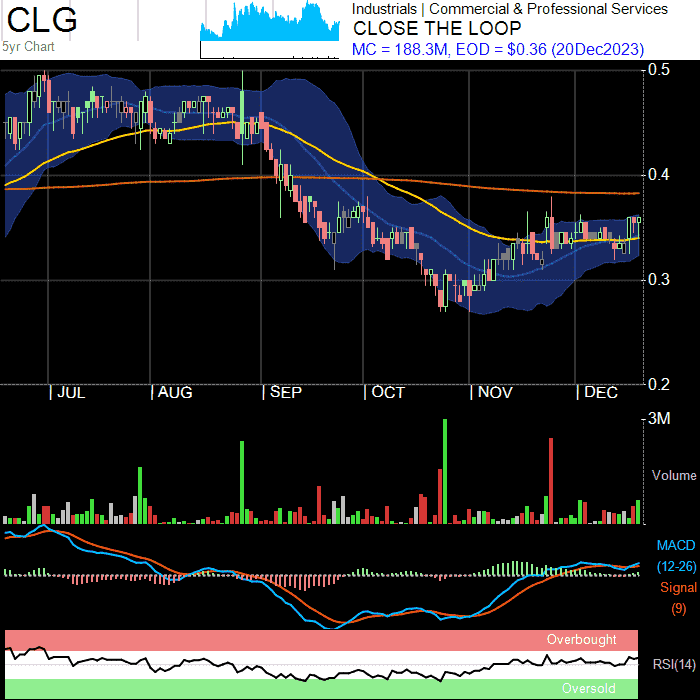 CLG
5yr Chart
Industrials | Commercial & Professional Services
CLOSE THE LOOP
MC = 188.3M, EOD = $0.36 (20Dec2023)
0.5
0.4
0.3
0.2
| JUL | AUG | SEP | OCT | NOV | DEC
3M
Volume
MACD
(12-26)
Signal
(9)
Overbought
RSI(14)
Oversold